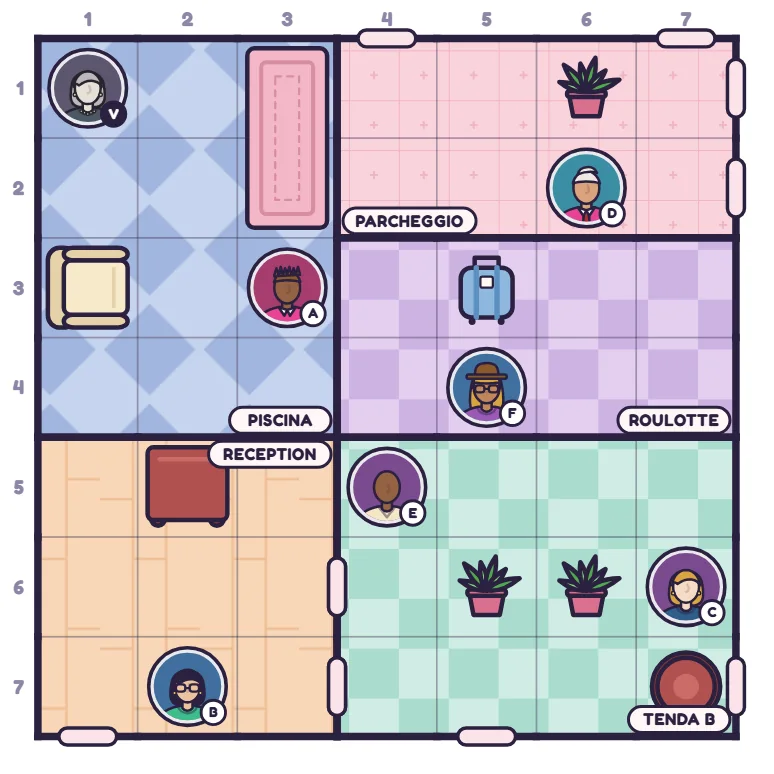 1 2 3 4 5 6 7
1
V
2
D
PARCHEGGIO
3
A
4
F
PISCINA
ROULOTTE
RECEPTION
5
E
6
C
7
B
TENDA B